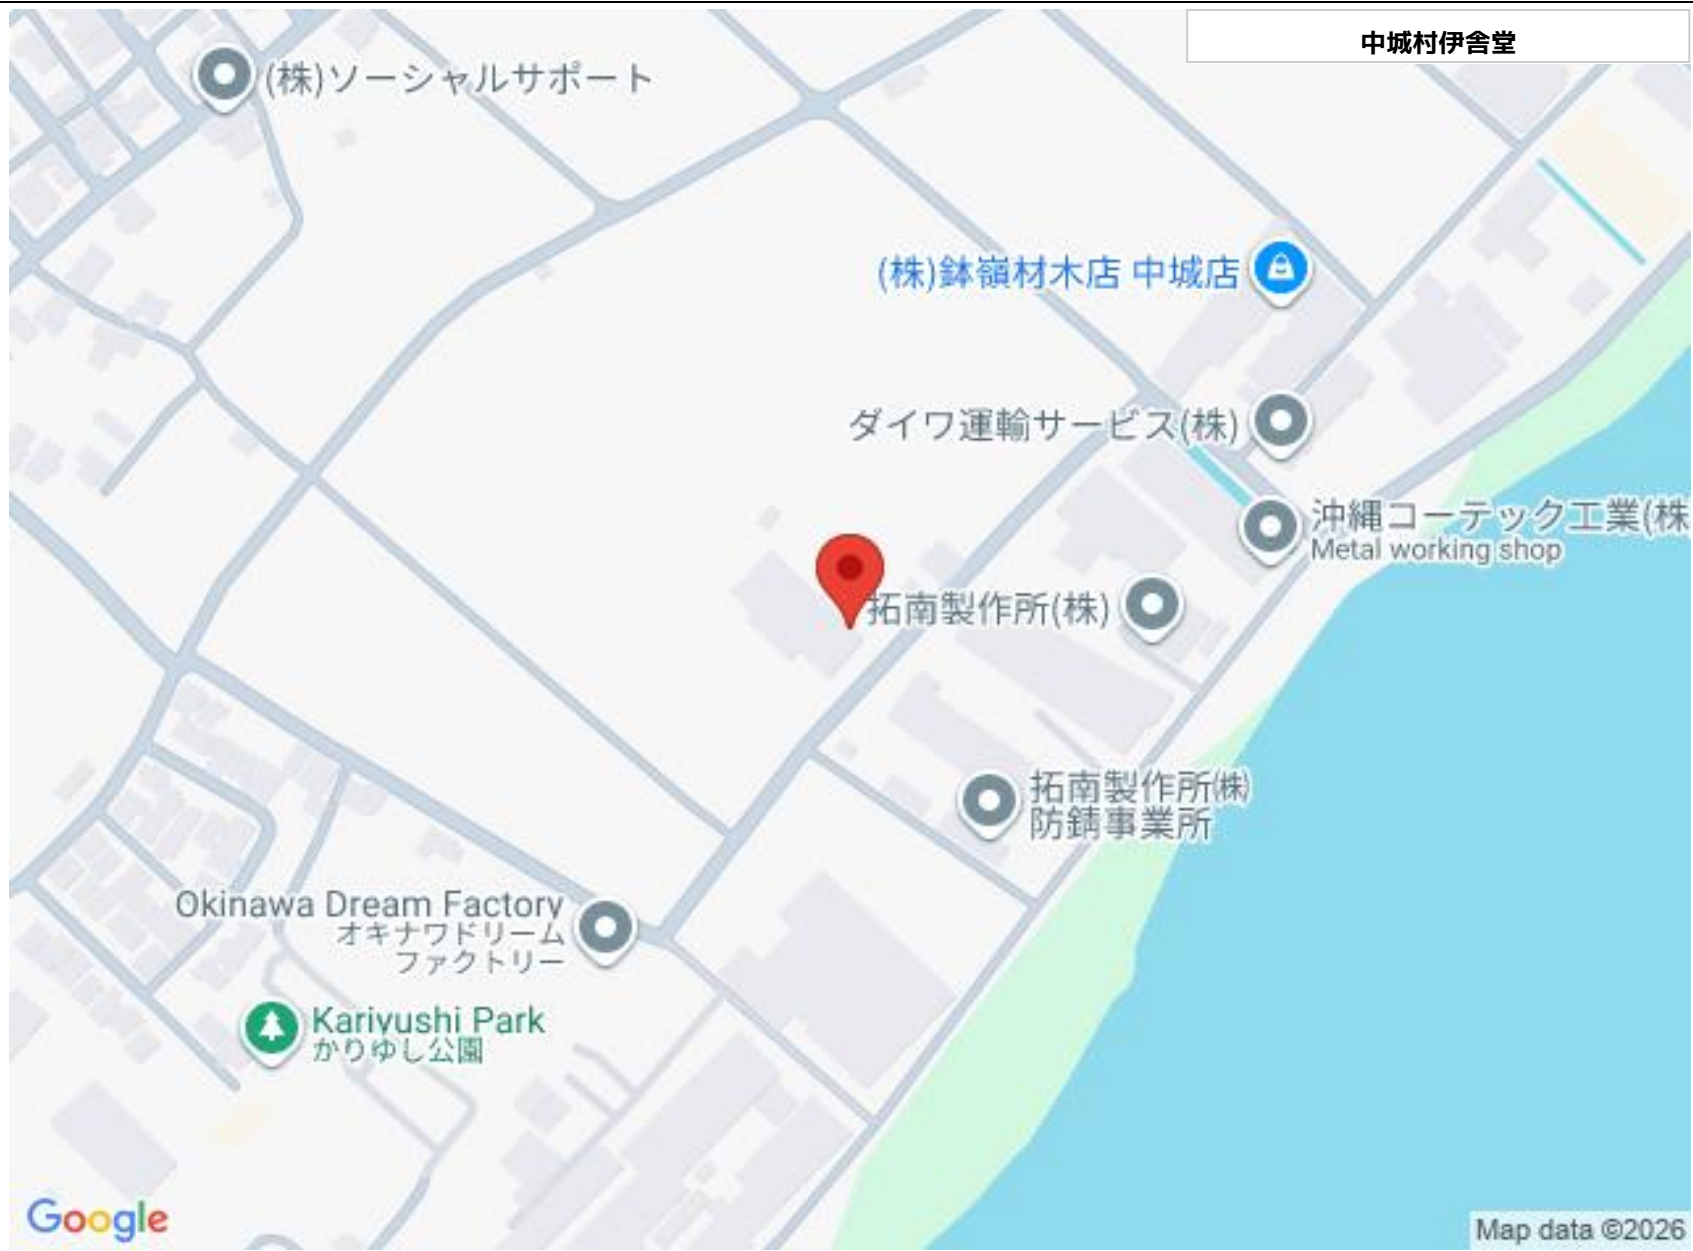 中城村伊舎堂
(株)ソーシャルサポート
(株)鉢嶺材木店 中城店
ダイワ運輸サービス(株)
沖縄コーテック工業(株
Metal working shop
拓南製作所(株)
拓南製作所㈱
防錆事業所
Okinawa Dream Factory
オキナワドリーム
ファクトリー
Kariyushi Park
かりゆし公園
Google
Map data ©2026